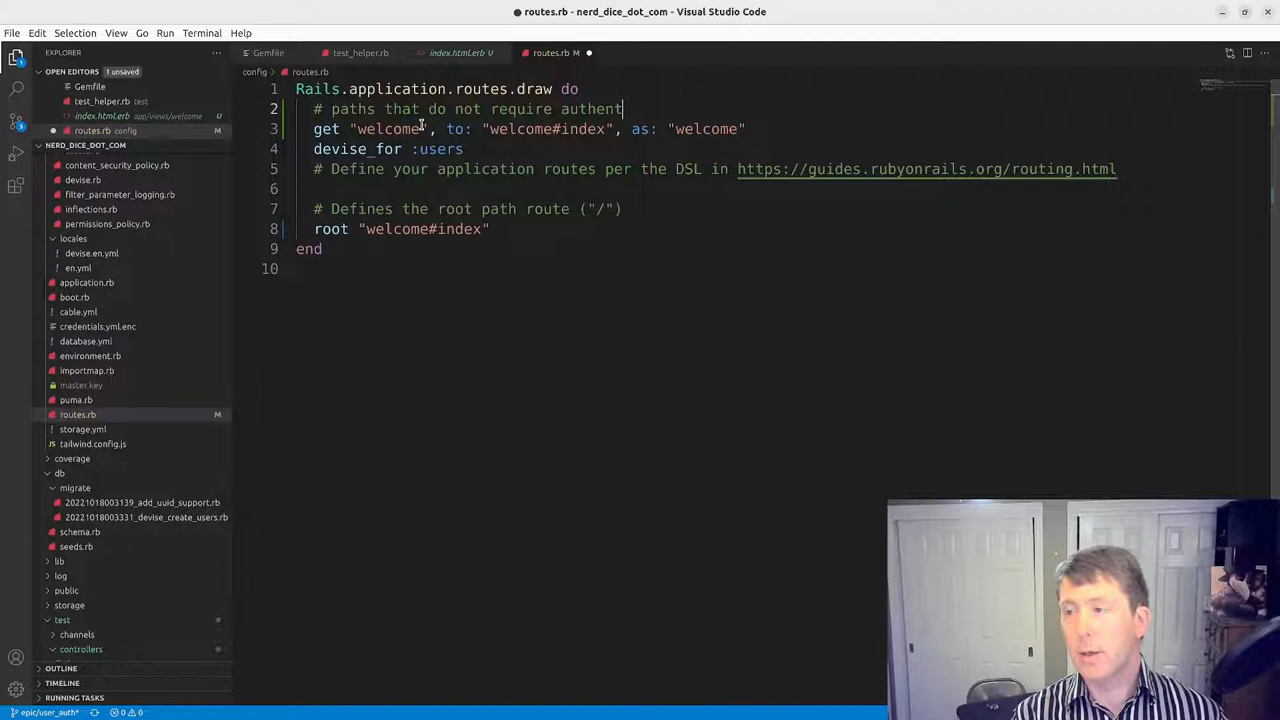 routes.rb - nerd_dice_dot_com - Visual Studio Code
File Edit Selection View Go Run Terminal Help
EXPLORER
Gemfile
test_helper.rb
index.html.erb U
routes.rb M
OPEN EDITORS 1 unsaved
Gemfile
test_helper.rb test
index.html.erb app/views/welcome U
routes.rb config M
NERD_DICE_DOT_COM
content_security_policy.rb
devise.rb
filter_parameter_logging.rb
inflections.rb
permissions_policy.rb
locales
devise.en.yml
en.yml
application.rb
boot.rb
cable.yml
credentials.yml.enc
database.yml
environment.rb
importmap.rb
master.key
puma.rb
routes.rb M
storage.yml
tailwind.config.js
coverage
db
migrate
20221018003139_add_uuid_support.rb
20221018003331_devise_create_users.rb
schema.rb
seeds.rb
lib
log
public
storage
test
channels
controllers
OUTLINE
TIMELINE
RUNNING TASKS
config > routes.rb
1 Rails.application.routes.draw do
2 # paths that do not require authent
3 get "welcome", to: "welcome#index", as: "welcome"
4 devise_for :users
5 # Define your application routes per the DSL in https://guides.rubyonrails.org/routing.html
6
7 # Defines the root path route ("/")
8 root "welcome#index"
9 end
10
epic/user_auth* 0 0